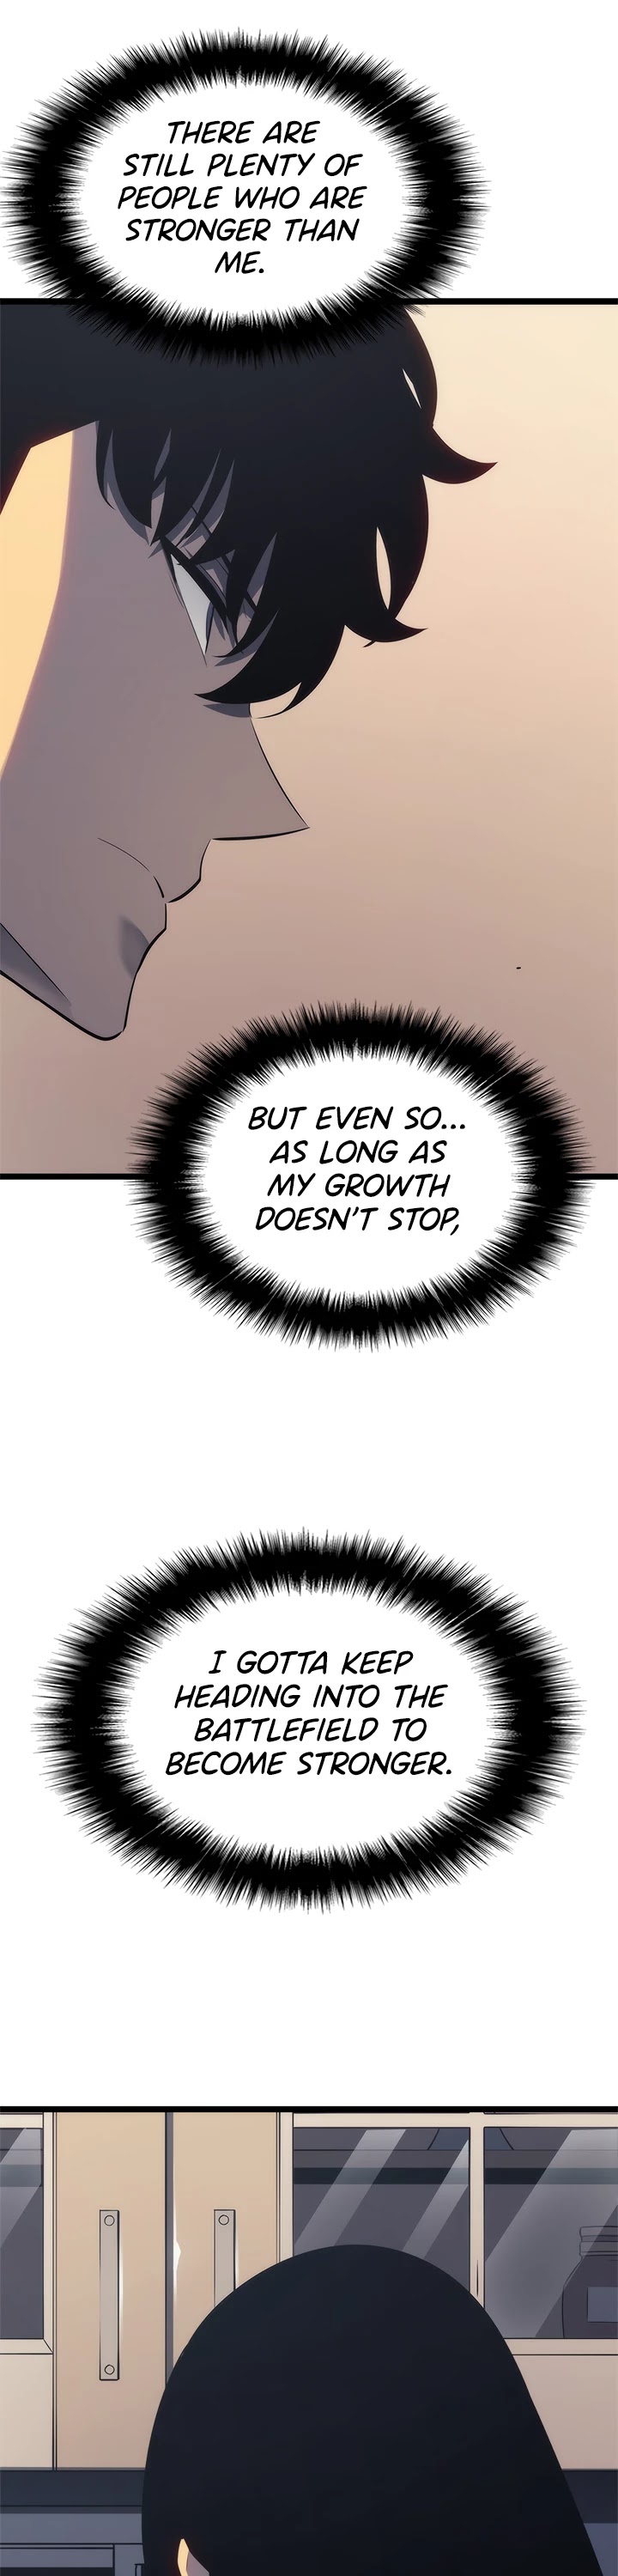 THERE ARE
STILL PLENTY OF
PEOPLE WHO ARE
STRONGER THAN
ME.
BUT EVEN SO...
AS LONG AS
MY GROWTH
DOESN'T STOP,
I GOTTA KEEP
HEADING INTO THE
BATTLEFIELD TO
BECOME STRONGER.